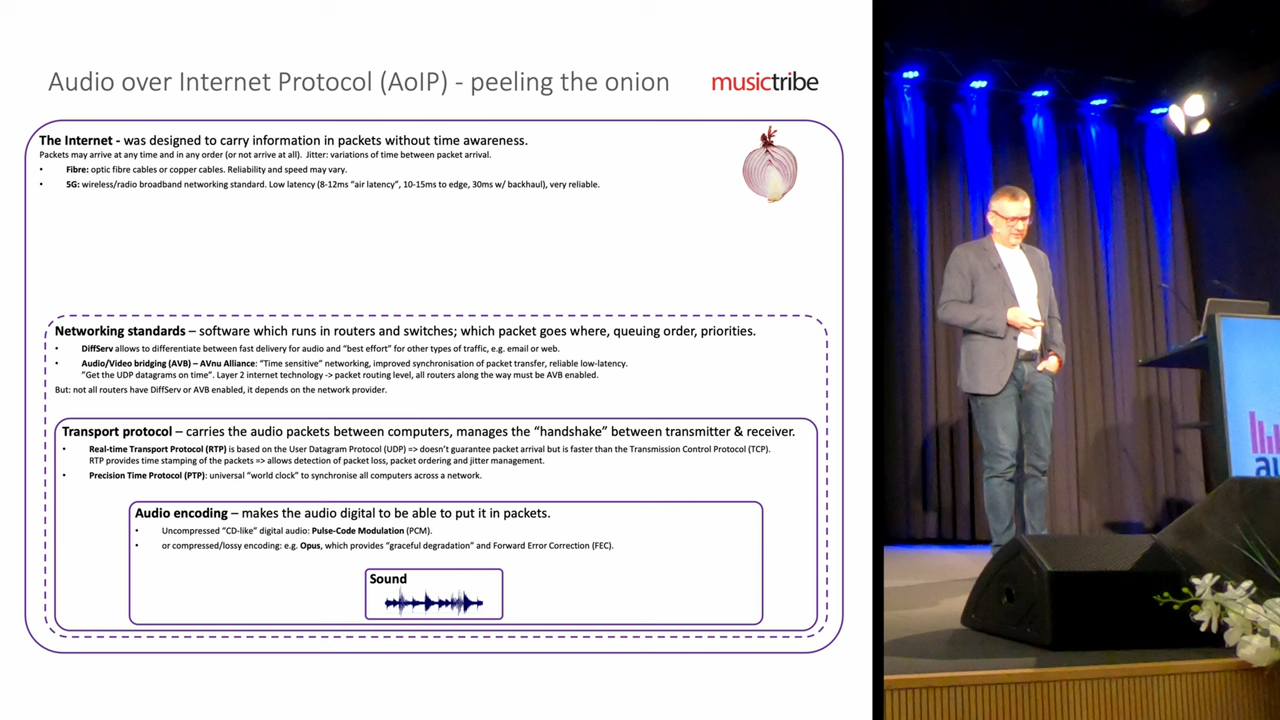 Audio over Internet Protocol (AoIP) - peeling the onion
musictribe
The Internet - was designed to carry information in packets without time awareness.
Packets may arrive at any time and in any order (or not arrive at all). Jitter: variations of time between packet arrival.
• Fibre: optic fibre cables or copper cables. Reliability and speed may vary.
• 5G: wireless/radio broadband networking standard. Low latency (8-12ms “air latency”, 10-15ms to edge, 30ms w/ backhaul), very reliable.
Networking standards – software which runs in routers and switches; which packet goes where, queuing order, priorities.
• DiffServ allows to differentiate between fast delivery for audio and “best effort” for other types of traffic, e.g. email or web.
• Audio/Video bridging (AVB) – AVnu Alliance: “Time sensitive” networking, improved synchronisation of packet transfer, reliable low-latency.
“Get the UDP datagrams on time”. Layer 2 internet technology -> packet routing level, all routers along the way must be AVB enabled.
But: not all routers have DiffServ or AVB enabled, it depends on the network provider.
Transport protocol – carries the audio packets between computers, manages the “handshake” between transmitter & receiver.
• Real-time Transport Protocol (RTP) is based on the User Datagram Protocol (UDP) => doesn’t guarantee packet arrival but is faster than the Transmission Control Protocol (TCP).
RTP provides time stamping of the packets => allows detection of packet loss, packet ordering and jitter management.
• Precision Time Protocol (PTP): universal “world clock” to synchronise all computers across a network.
Audio encoding – makes the audio digital to be able to put it in packets.
• Uncompressed “CD-like” digital audio: Pulse-Code Modulation (PCM).
• or compressed/lossy encoding: e.g. Opus, which provides “graceful degradation” and Forward Error Correction (FEC).
Sound